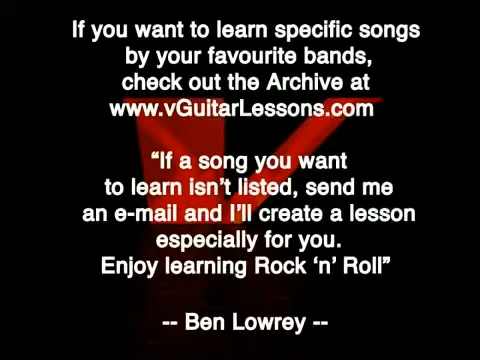 If you want to learn specific songs
by your favourite bands,
check out the Archive at
www.vGuitarLessons.com
“If a song you want
to learn isn’t listed, send me
an e-mail and I’ll create a lesson
especially for you.
Enjoy learning Rock ‘n’ Roll”
-- Ben Lowrey --